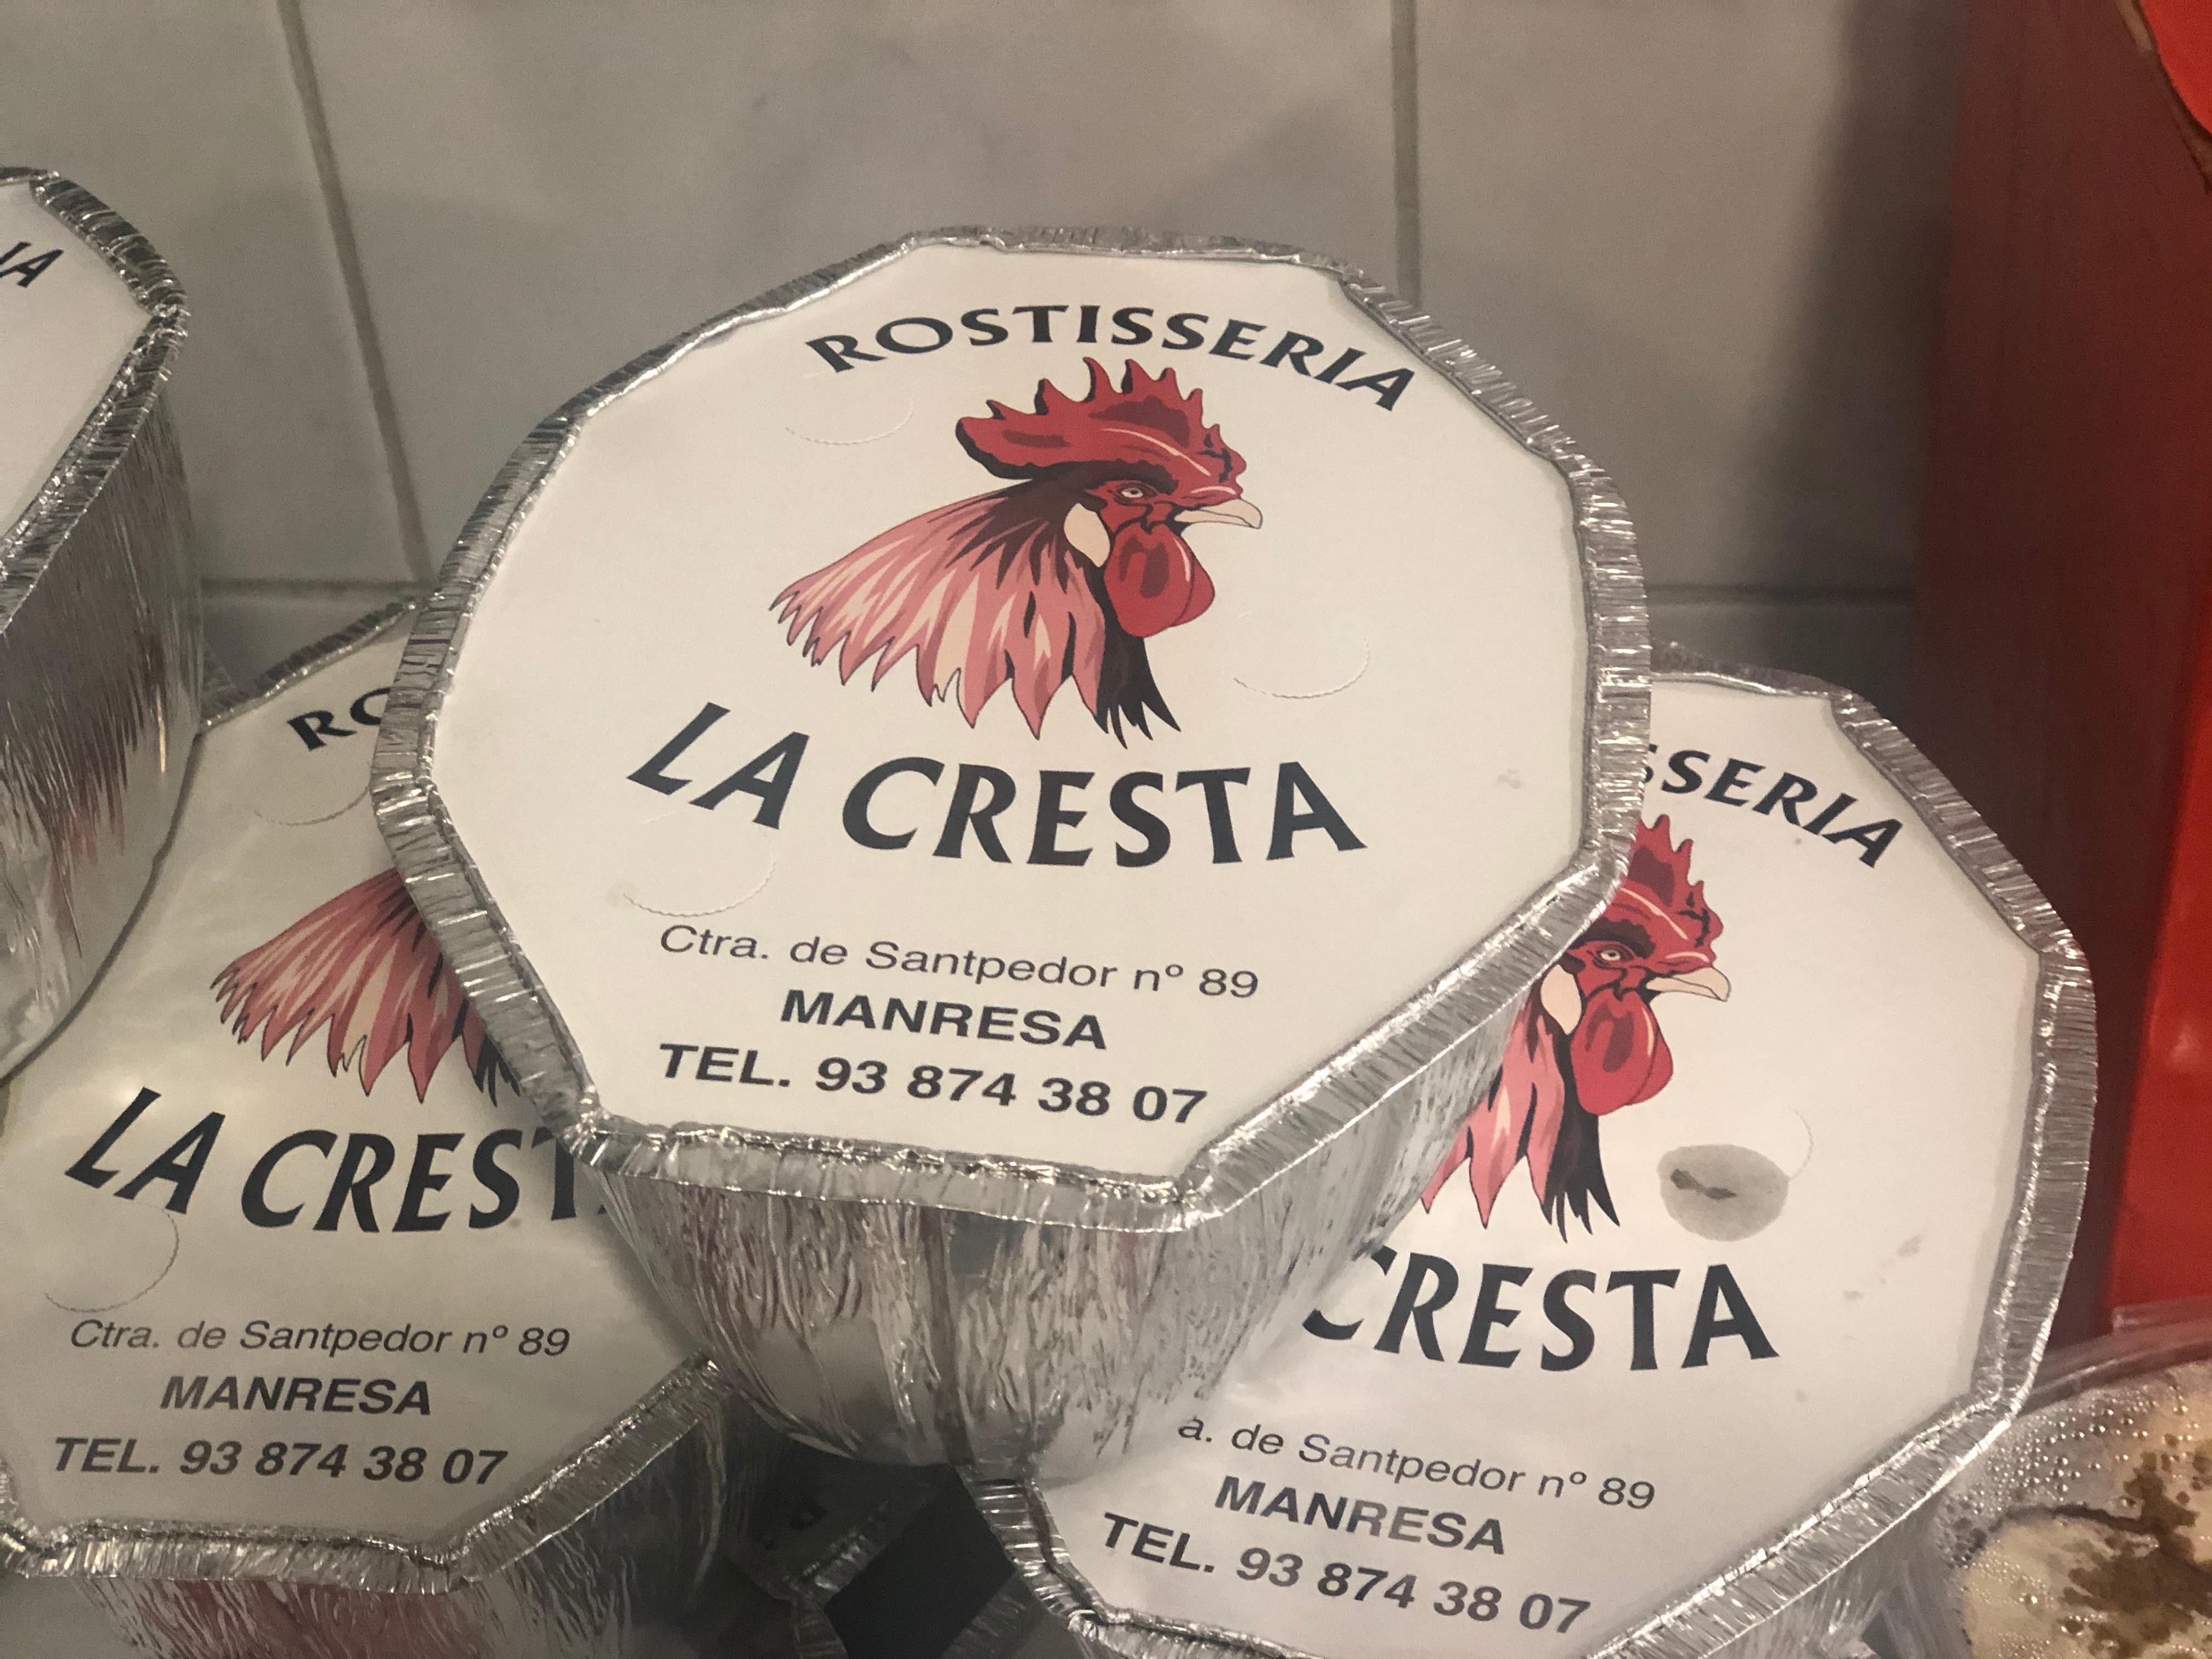 ROSTISSERIA
LA CRESTA
Ctra. de Santpedor nº 89
MANRESA
TEL. 93 874 38 07
LA CREST
Ctra. de Santpedor nº 89
MANRESA
TEL. 93 874 38 07
SSERIA
CRESTA
a. de Santpedor nº 89
MANRESA
TEL. 93 874 38 07